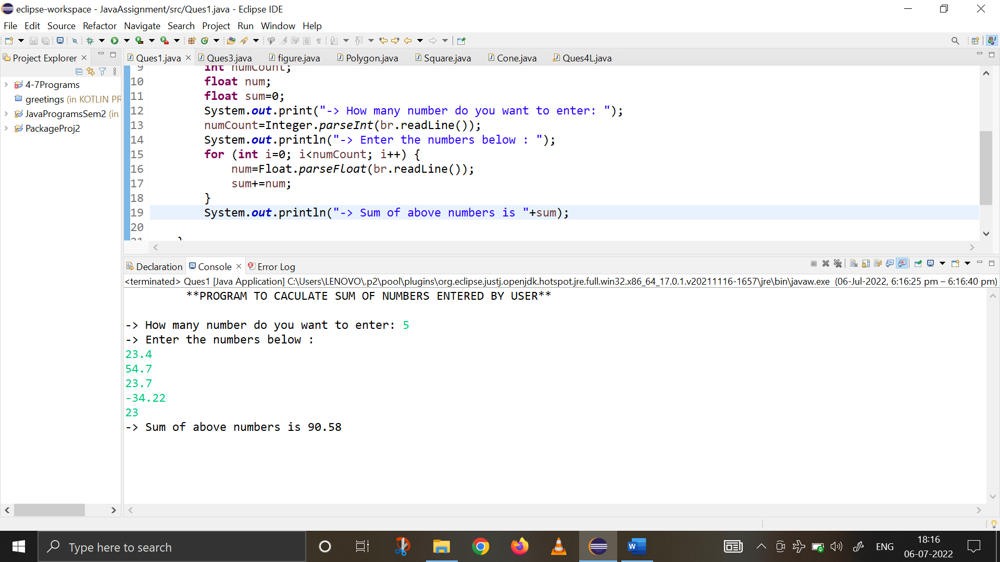 eclipse-workspace - JavaAssignment/src/Ques1.java - Eclipse IDE
File Edit Source Refactor Navigate Search Project Run Window Help
Project Explorer
Ques1.java Ques3.java figure.java Polygon.java Square.java Cone.java Ques4L.java
4-7Programs
greetings (in KOTLIN PR
JavaProgramsSem2 (in
PackageProj2
9 int numCount;
10 float num;
11 float sum=0;
12 System.out.print("-> How many number do you want to enter: ");
13 numCount=Integer.parseInt(br.readLine());
14 System.out.println("-> Enter the numbers below : ");
15 for (int i=0; i<numCount; i++) {
16 num=Float.parseFloat(br.readLine());
17 sum+=num;
18 }
19 System.out.println("-> Sum of above numbers is "+sum);
20
21 }
Declaration Console Error Log
<terminated> Ques1 [Java Application] C:\Users\LENOVO\.p2\pool\plugins\org.eclipse.justj.openjdk.hotspot.jre.full.win32.x86_64_17.0.1.v20211116-1657\jre\bin\javaw.exe (06-Jul-2022, 6:16:25 pm – 6:16:40 pm)
**PROGRAM TO CACULATE SUM OF NUMBERS ENTERED BY USER**
-> How many number do you want to enter: 5
-> Enter the numbers below :
23.4
54.7
23.7
-34.22
23
-> Sum of above numbers is 90.58
Type here to search
ENG
18:16
06-07-2022